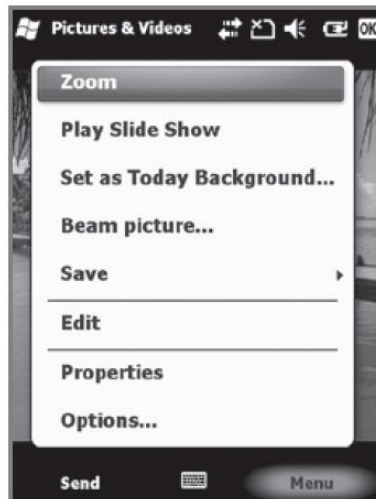 Pictures & Videos OK
Zoom
Play Slide Show
Set as Today Background...
Beam picture...
Save
Edit
Properties
Options...
Send Menu